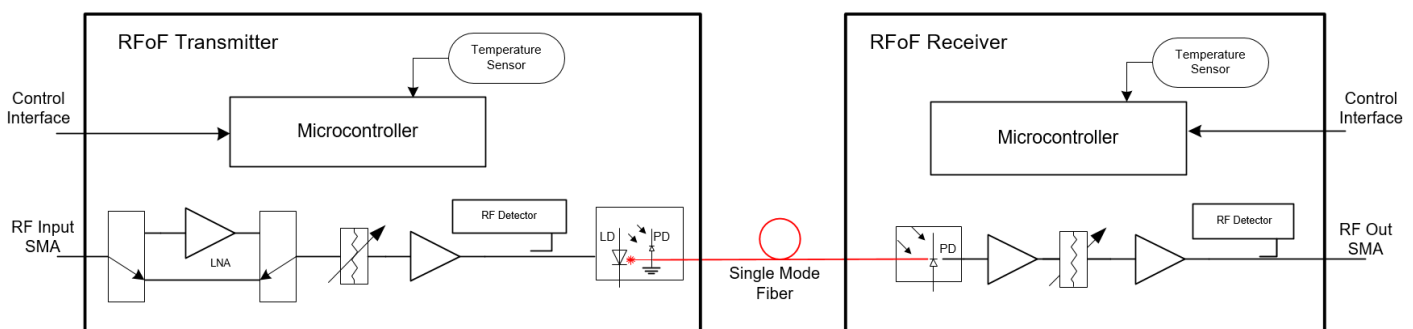 RFoF Transmitter
Temperature
Sensor
Control
Interface
Microcontroller
RF Input
SMA
LNA
RF Detector
LD
PD
Single Mode
Fiber
RFoF Receiver
Temperature
Sensor
Control
Interface
Microcontroller
PD
RF Detector
RF Out
SMA